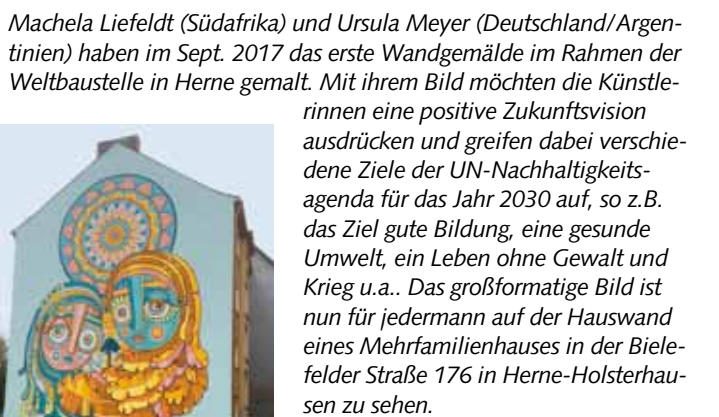 Machela Liefeldt (Südafrika) und Ursula Meyer (Deutschland/Argen-
tinien) haben im Sept. 2017 das erste Wandgemälde im Rahmen der
Weltbaustelle in Herne gemalt. Mit ihrem Bild möchten die Künstle-
rinnen eine positive Zukunftsvision
ausdrücken und greifen dabei verschie-
dene Ziele der UN-Nachhaltigkeits-
agenda für das Jahr 2030 auf, so z.B.
das Ziel gute Bildung, eine gesunde
Umwelt, ein Leben ohne Gewalt und
Krieg u.a.. Das großformatige Bild ist
nun für jedermann auf der Hauswand
eines Mehrfamilienhauses in der Biele-
felder Straße 176 in Herne-Holsterhau-
sen zu sehen.